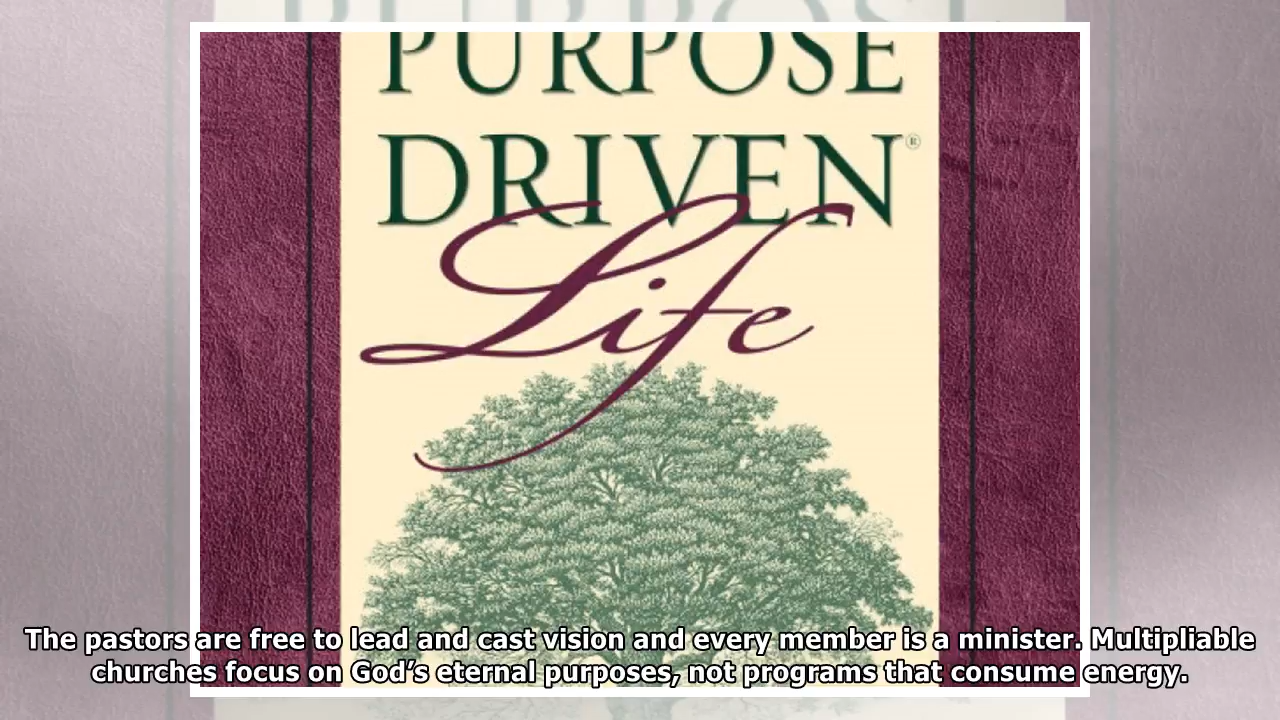 PURPOSE
DRIVEN®
Life
The pastors are free to lead and cast vision and every member is a minister. Multipliable
churches focus on God’s eternal purposes, not programs that consume energy.